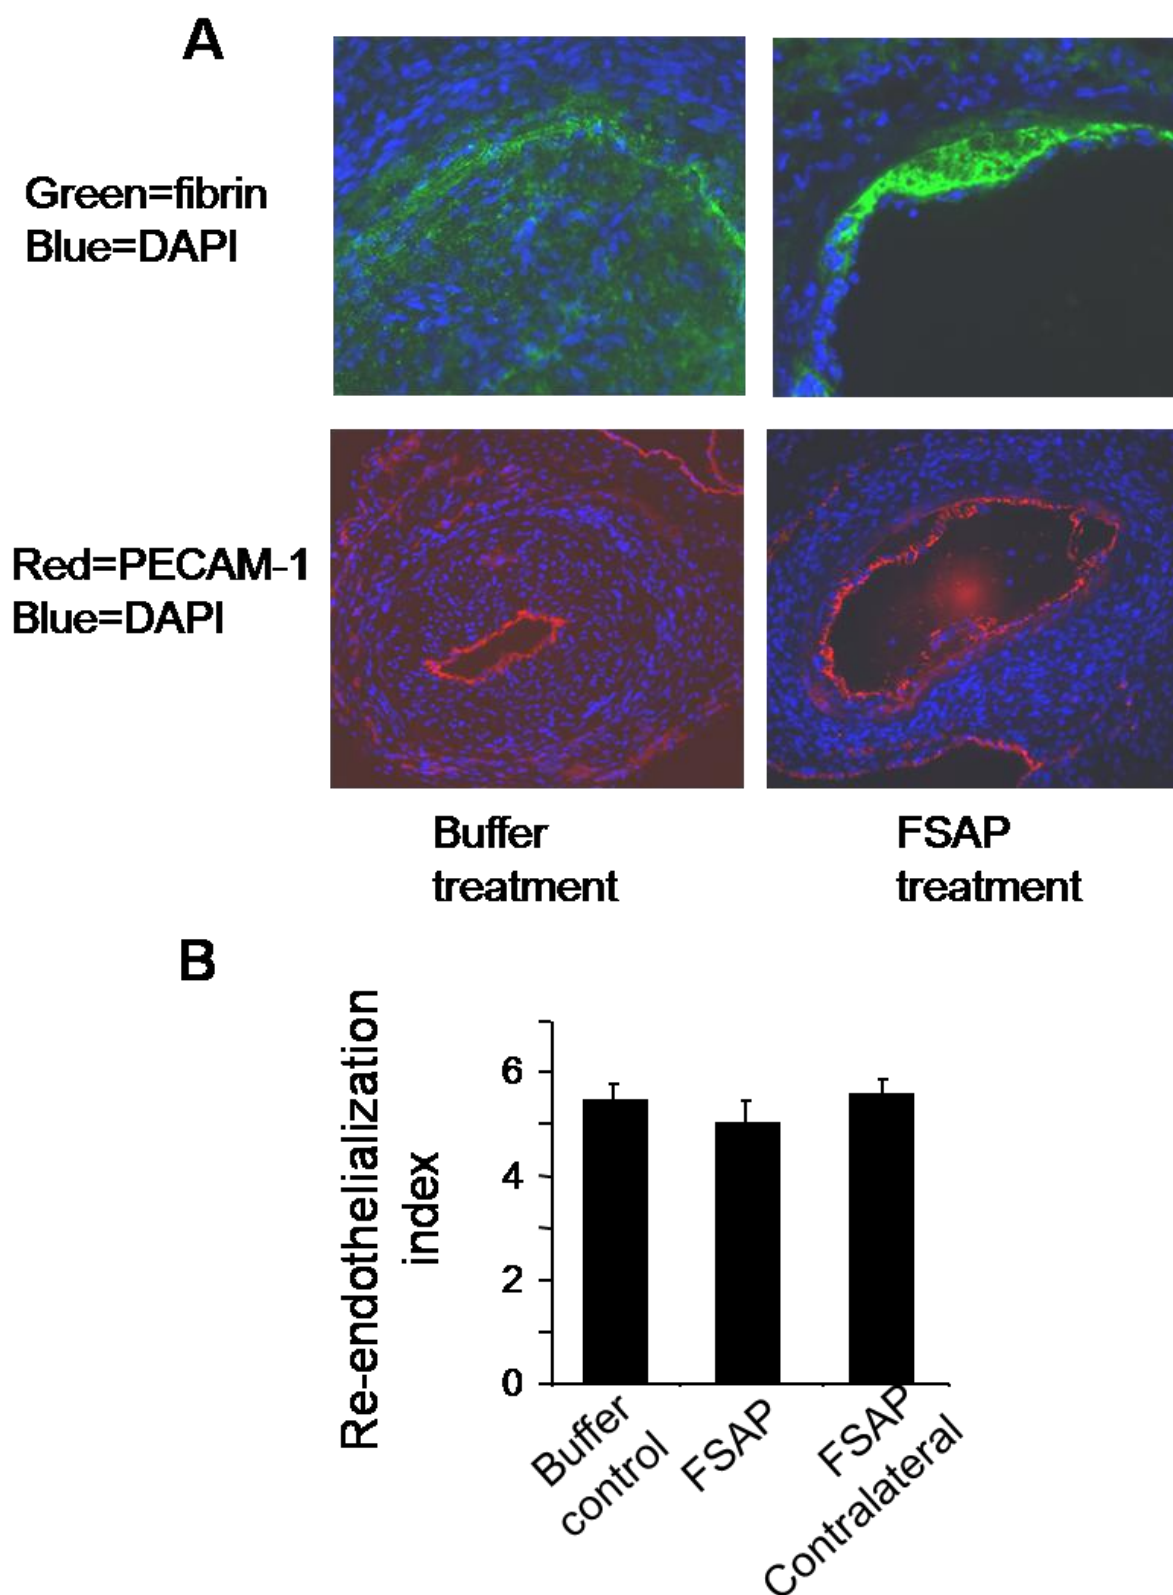 A
Green=fibrin
Blue=DAPI
Red=PECAM-1
Blue=DAPI
Buffer
treatment
FSAP
treatment
B
Re-endothelialization
index
6
4
2
0
Buffer
control
FSAP
FSAP
Contralateral